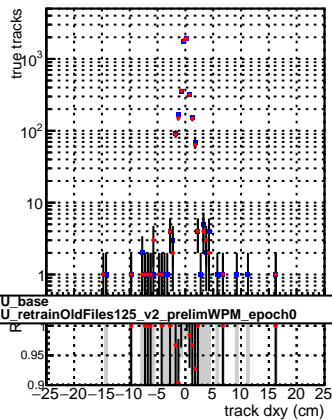 true tracks
10³
10²
10
1
U_base
U_retrainOldFiles125_v2_prelimWPM_epoch0
R
1
0.95
0.9
−25 −20 −15 −10 −5 0 5 10 15 20 25
track dxy (cm)